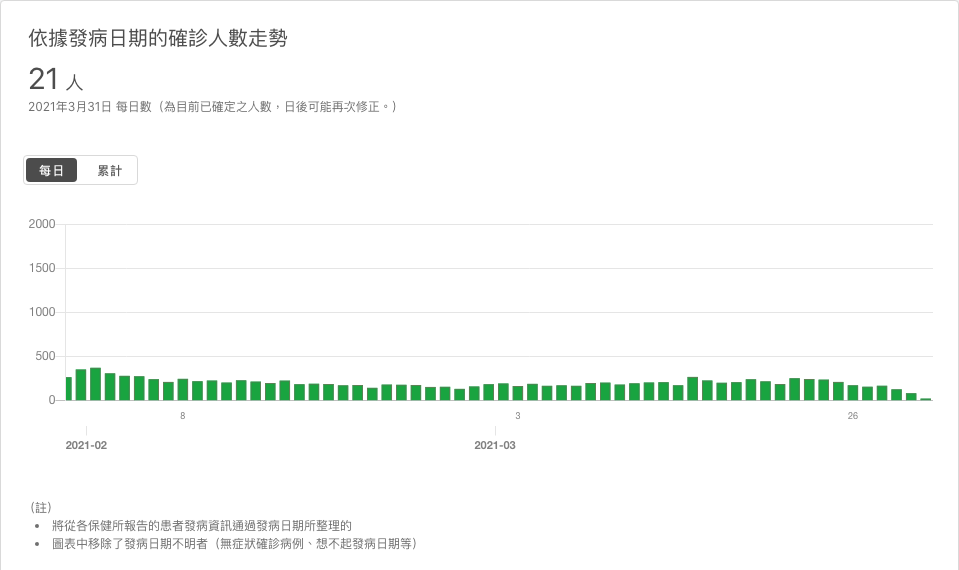 依據發病日期的確診人數走勢
21 人
2021年3月31日 每日數（為目前已確定之人數，日後可能再次修正。）
每日 累計
2000
1500
1000
500
0
8 3 26
2021-02 2021-03
（註）
• 將從各保健所報告的患者發病資訊通過發病日期所整理的
• 圖表中移除了發病日期不明者（無症狀確診病例、想不起發病日期等）